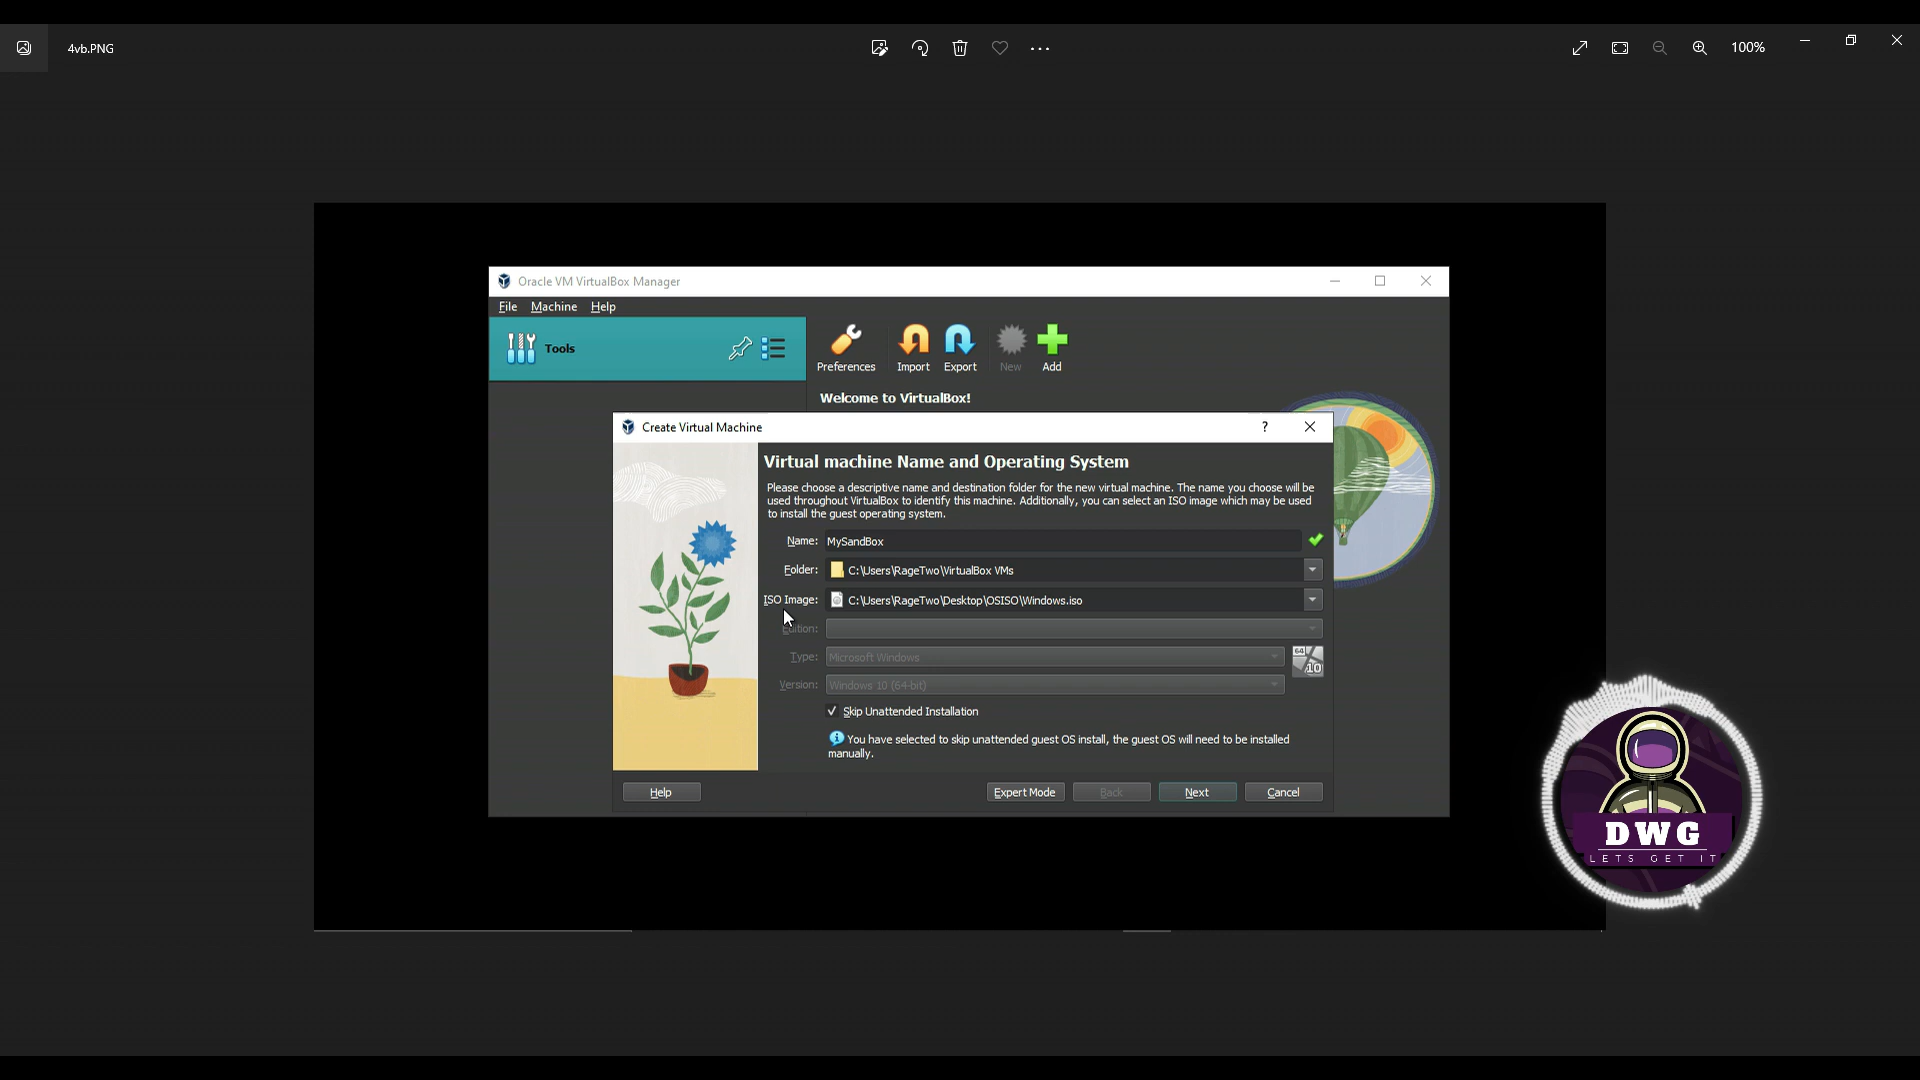 4vb.PNG
100%
Oracle VM VirtualBox Manager
File Machine Help
Tools
Preferences Import Export New Add
Welcome to VirtualBox!
Create Virtual Machine ?
Virtual machine Name and Operating System
Please choose a descriptive name and destination folder for the new virtual machine. The name you choose will be
used throughout VirtualBox to identify this machine. Additionally, you can select an ISO image which may be used
to install the guest operating system.
Name: MySandBox
Folder: C:\Users\RageTwo\VirtualBox VMs
ISO Image: C:\Users\RageTwo\Desktop\OSISO\Windows.iso
Edition:
Type: Microsoft Windows
64
10
Version: Windows 10 (64-bit)
Skip Unattended Installation
You have selected to skip unattended guest OS install, the guest OS will need to be installed
manually.
Help Expert Mode Back Next Cancel
DWG
LETS GET IT